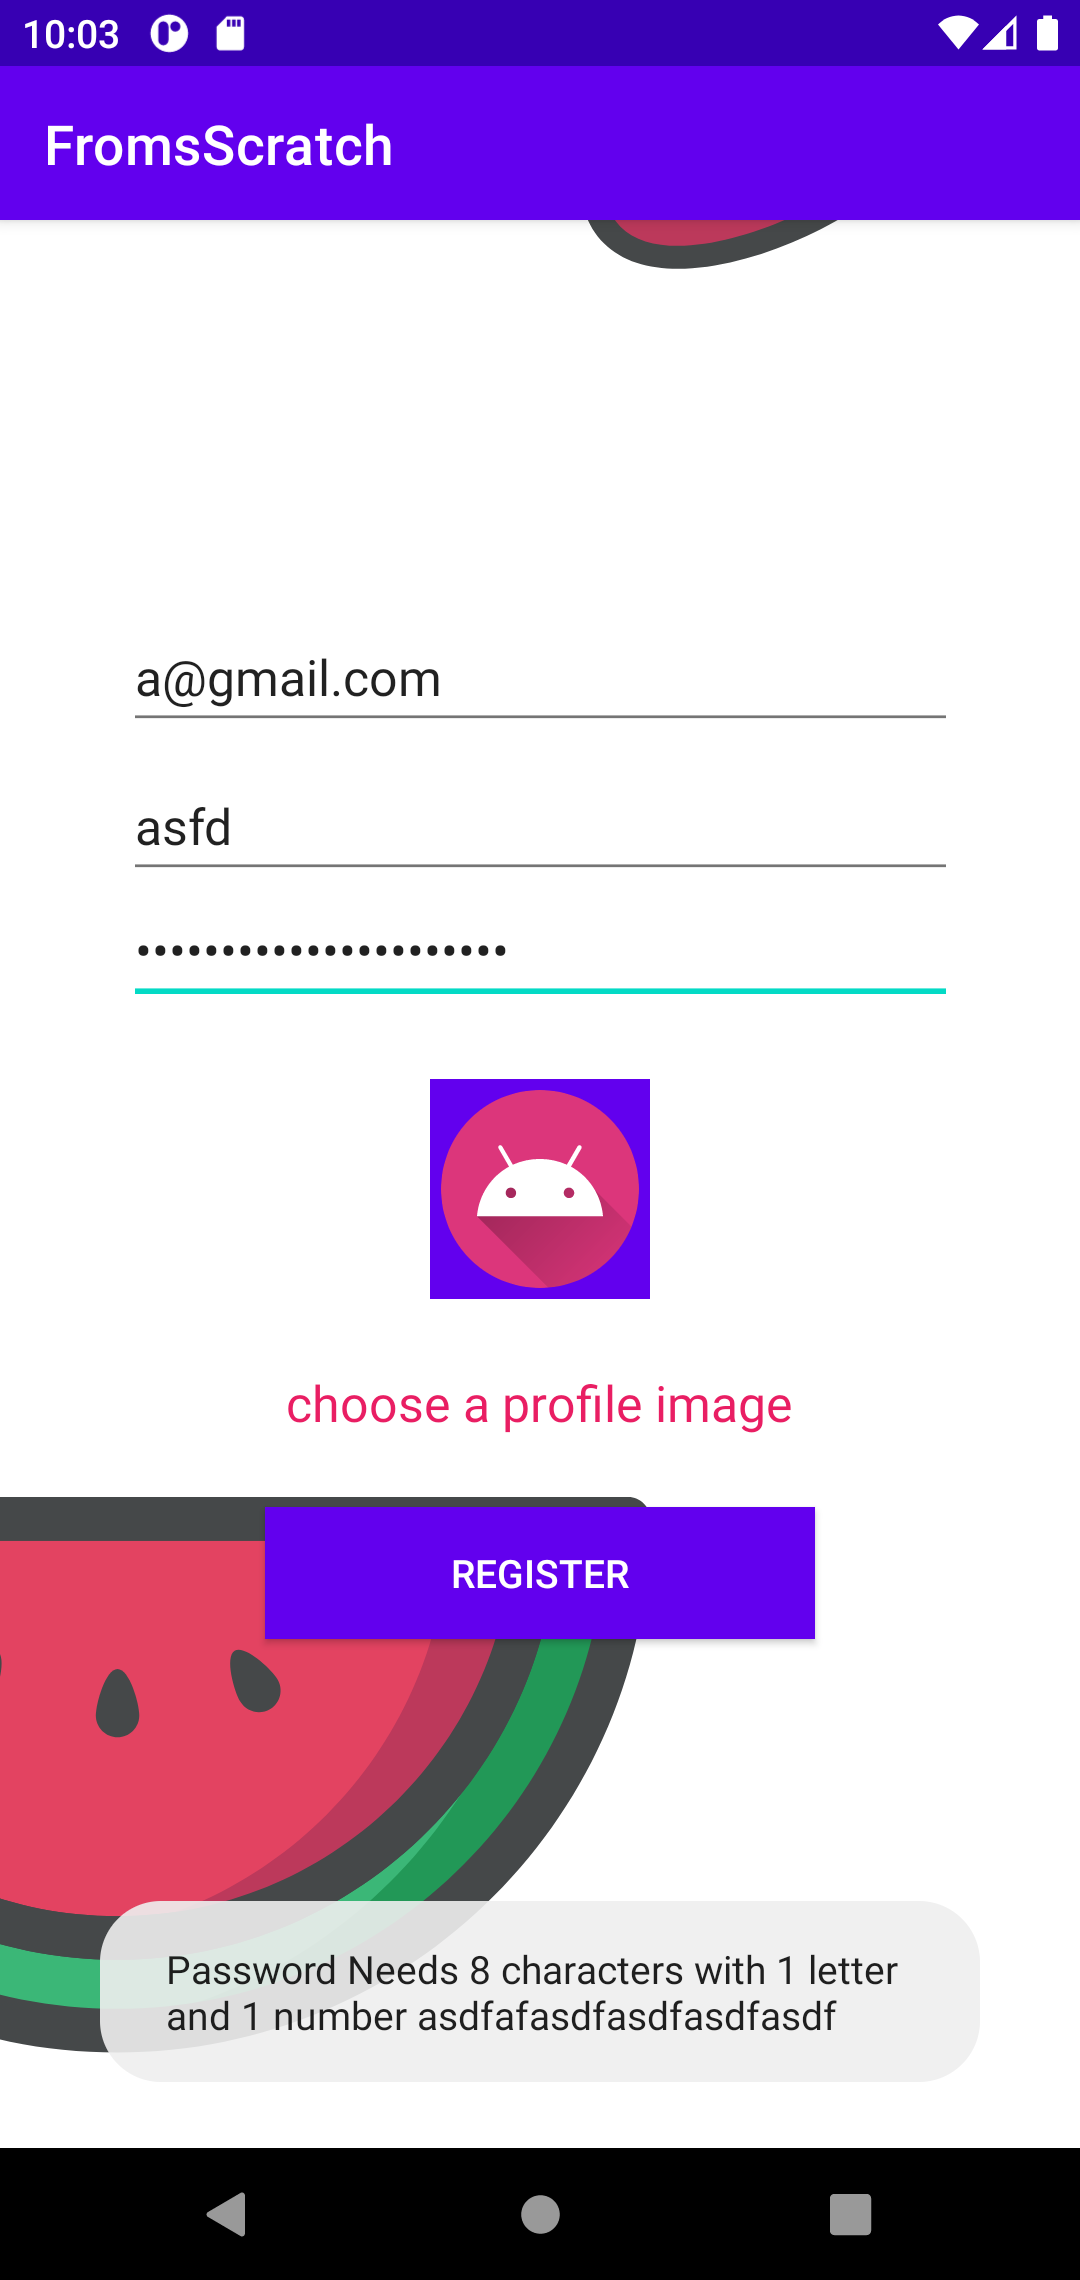 10:03
FromsScratch
a@gmail.com
asfd
••••••••••••••••••••••
choose a profile image
REGISTER
Password Needs 8 characters with 1 letter
and 1 number asdfafasdfasdfasdfasdf